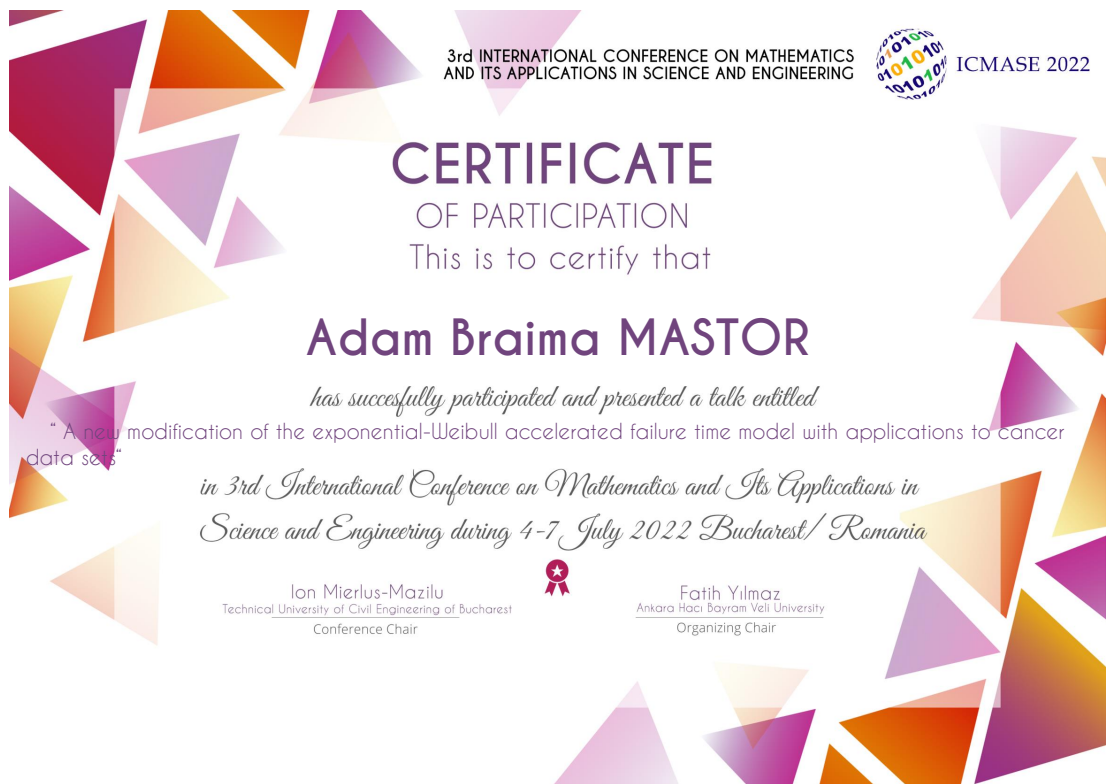 3rd INTERNATIONAL CONFERENCE ON MATHEMATICS
AND ITS APPLICATIONS IN SCIENCE AND ENGINEERING
ICMASE 2022
CERTIFICATE
OF PARTICIPATION
This is to certify that
Adam Braima MASTOR
has succesfully participated and presented a talk entitled
" A new modification of the exponential-Weibull accelerated failure time model with applications to cancer
data sets"
in 3rd International Conference on Mathematics and Its Applications in
Science and Engineering during 4-7 July 2022 Bucharest/ Romania
Ion Mierlus-Mazilu
Technical University of Civil Engineering of Bucharest
Conference Chair
Fatih Yılmaz
Ankara Hacı Bayram Veli University
Organizing Chair